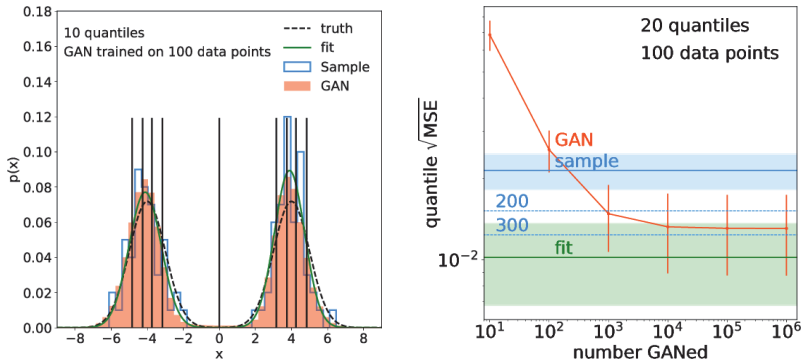 0.18
0.16
0.14
0.12
0.10
0.08
0.06
0.04
0.02
0.00
p(x)
10 quantiles
GAN trained on 100 data points
truth
fit
Sample
GAN
−8 −6 −4 −2 0 2 4 6 8
x
quantile √MSE
10⁻²
20 quantiles
100 data points
GAN
sample
200
300
fit
10¹ 10² 10³ 10⁴ 10⁵ 10⁶
number GANed